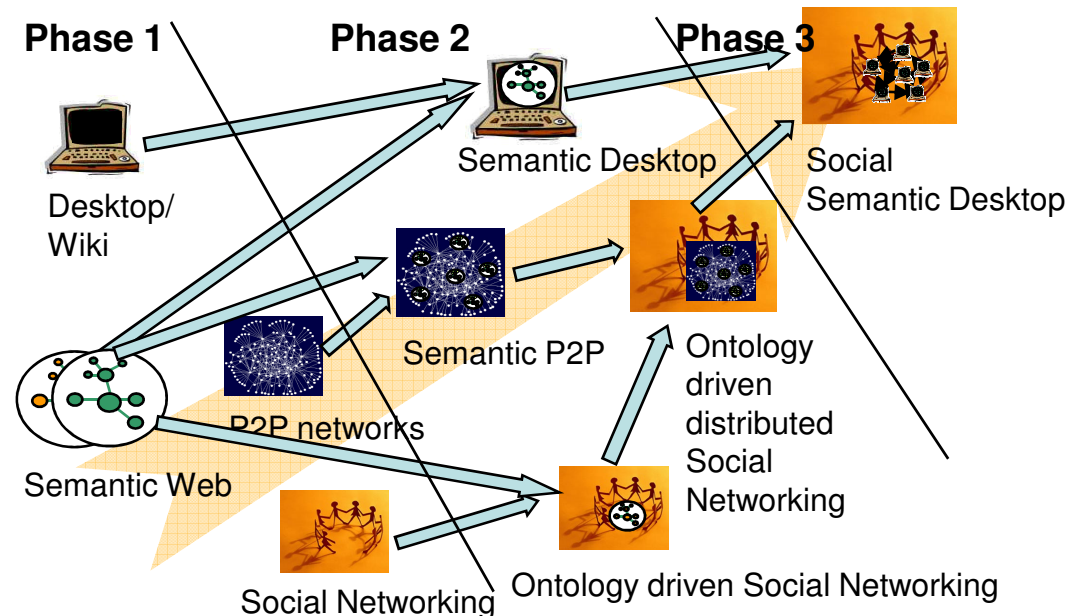 Phase 1
Phase 2
Phase 3
Semantic Desktop
Social
Semantic Desktop
Desktop/
Wiki
Semantic P2P
Ontology
driven
distributed
Social
Networking
P2P networks
Semantic Web
Ontology driven Social Networking
Social Networking